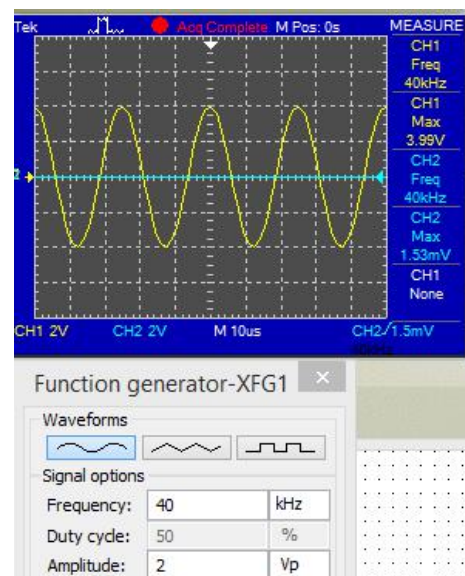 Tek Acq Complete M Pos: 0s MEASURE
CH1
Freq
40kHz
CH1
Max
3.99V
CH2
Freq
40kHz
CH2
Max
1.53mV
CH1
None
CH1 2V CH2 2V M 10us CH2/1.5mV
Function generator-XFG1 ×
Waveforms
Signal options
Frequency: 40 kHz
Duty cycle: 50 %
Amplitude: 2 Vp